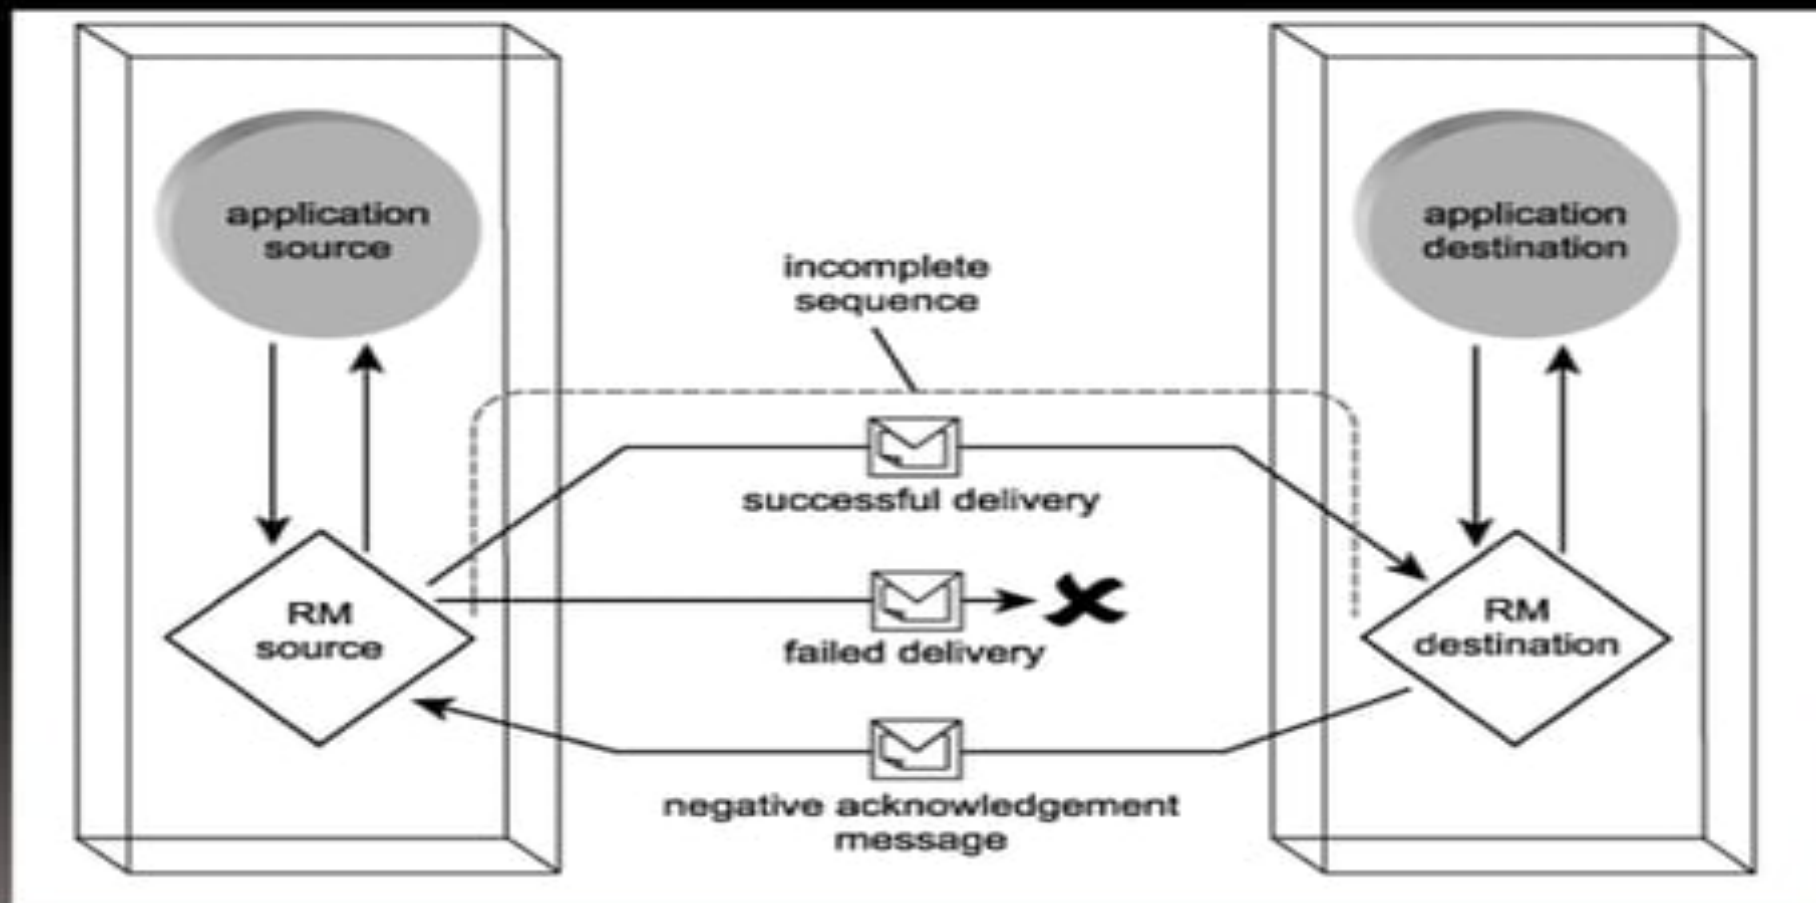 application
source
application
destination
incomplete
sequence
successful delivery
RM
source
RM
destination
failed delivery
negative acknowledgement
message